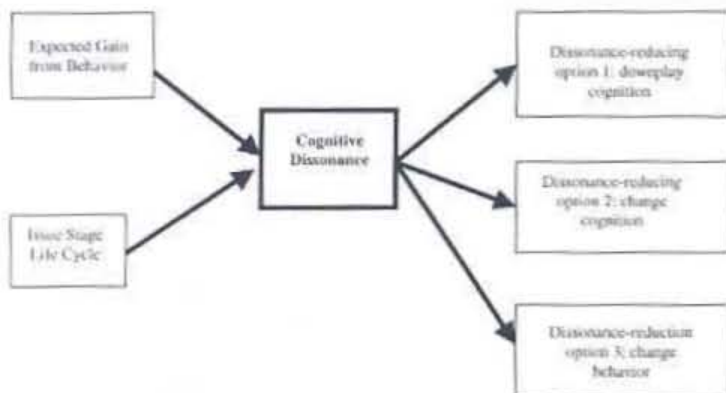 Expected Gain
from Behavior
Issue Stage
Life Cycle
Cognitive
Dissonance
Dissonance-reducing
option 1: downplay
cognition
Dissonance-reducing
option 2: change
cognition
Dissonance-reduction
option 3: change
behavior